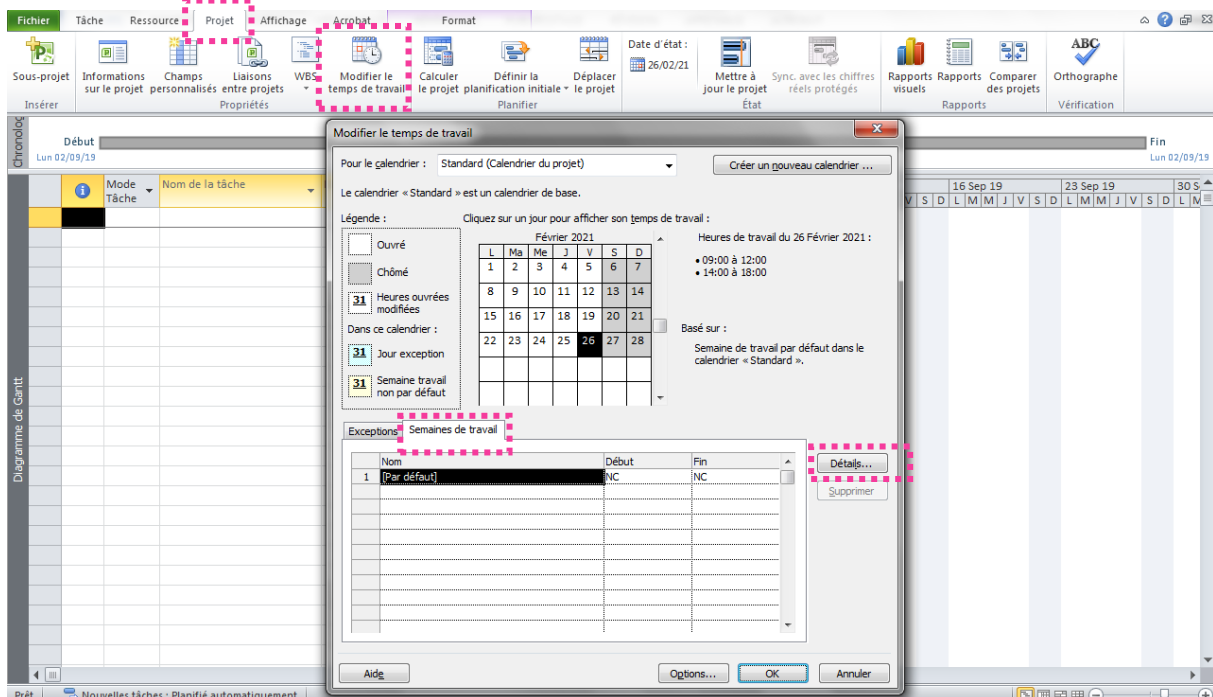 Fichier Tâche Ressource Projet Affichage Acrobat Format
Sous-projet
Informations sur le projet
Champs personnalisés
Liaisons entre projets
WBS
Modifier le temps de travail
Calculer le projet
Définir la planification initiale
Déplacer le projet
Date d'état :
26/02/21
Mettre à jour le projet
Sync. avec les chiffres réels protégés
Rapports visuels
Rapports
Comparer des projets
ABC
Orthographe
Insérer Propriétés Planifier État Rapports Vérification
Chronolog
Début
Lun 02/09/19
Fin
Lun 02/09/19
Mode Tâche
Nom de la tâche
16 Sep 19 23 Sep 19 30 S
V S D L M M J V S D L M M J V S D L M
Diagramme de Gantt
Modifier le temps de travail
Pour le calendrier : Standard (Calendrier du projet) Créer un nouveau calendrier ...
Le calendrier « Standard » est un calendrier de base.
Légende :
Ouvré
Chômé
31 Heures ouvrées modifiées
Dans ce calendrier :
31 Jour exception
31 Semaine travail non par défaut
Cliquez sur un jour pour afficher son temps de travail :
Février 2021
L Ma Me J V S D
1 2 3 4 5 6 7
8 9 10 11 12 13 14
15 16 17 18 19 20 21
22 23 24 25 26 27 28
Heures de travail du 26 Février 2021 :
• 09:00 à 12:00
• 14:00 à 18:00
Basé sur :
Semaine de travail par défaut dans le
calendrier « Standard ».
Exceptions Semaines de travail
Nom Début Fin
1 [Par défaut] NC NC
Détails...
Supprimer
Aide Options... OK Annuler
Prêt Nouvelles tâches : Planifié automatiquement